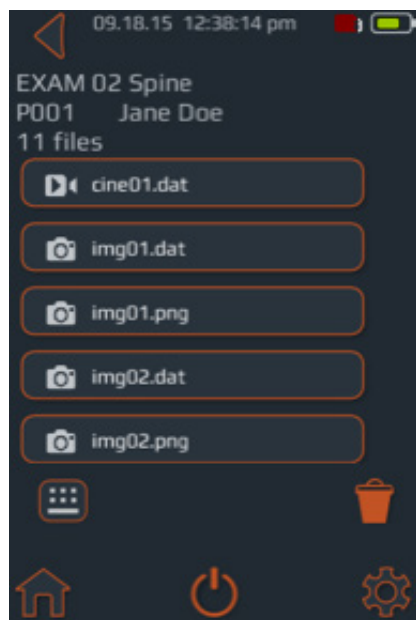 09.18.15 12:38:14 pm
EXAM 02 Spine
P001 Jane Doe
11 files
cine01.dat
img01.dat
img01.png
img02.dat
img02.png